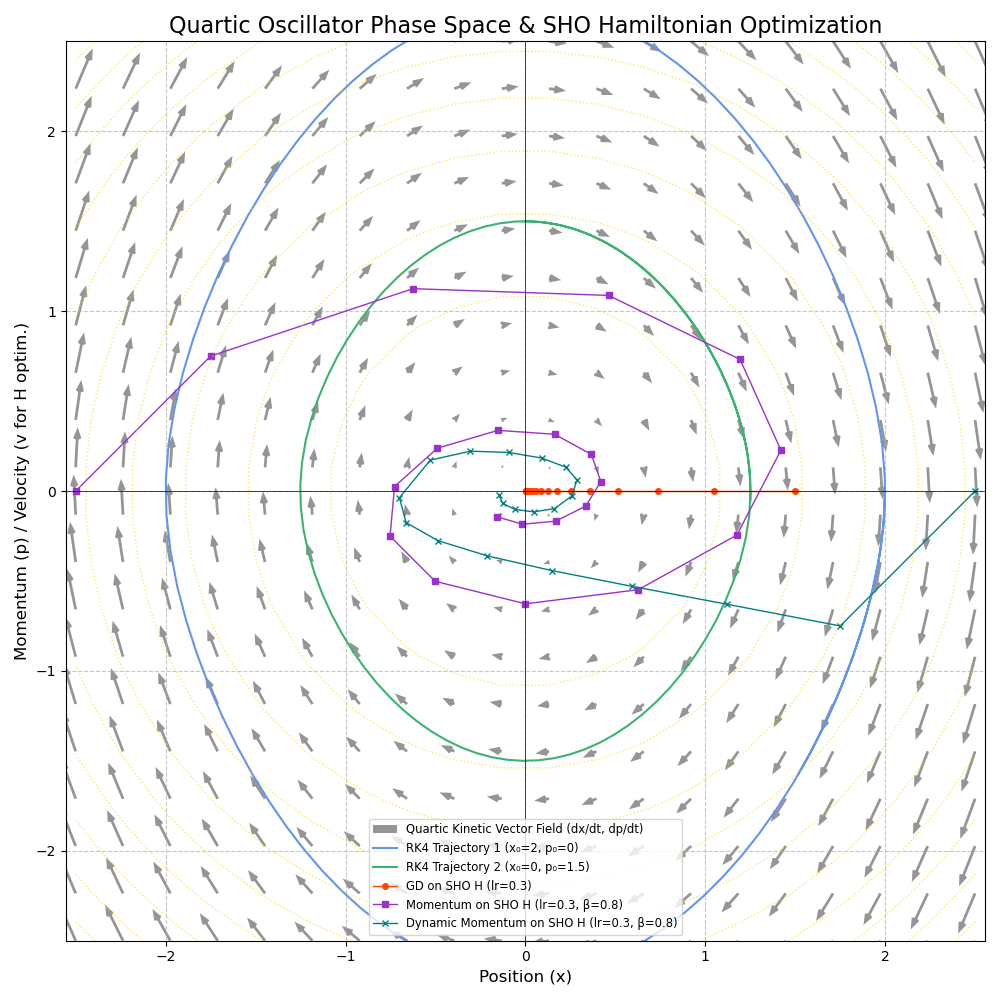 Quartic Oscillator Phase Space & SHO Hamiltonian Optimization
Momentum (p) / Velocity (v for H optim.)
2
1
0
−1
−2
Quartic Kinetic Vector Field (dx/dt, dp/dt)
RK4 Trajectory 1 (x₀=2, p₀=0)
RK4 Trajectory 2 (x₀=0, p₀=1.5)
GD on SHO H (lr=0.3)
Momentum on SHO H (lr=0.3, β=0.8)
Dynamic Momentum on SHO H (lr=0.3, β=0.8)
−2
−1
0
1
2
Position (x)